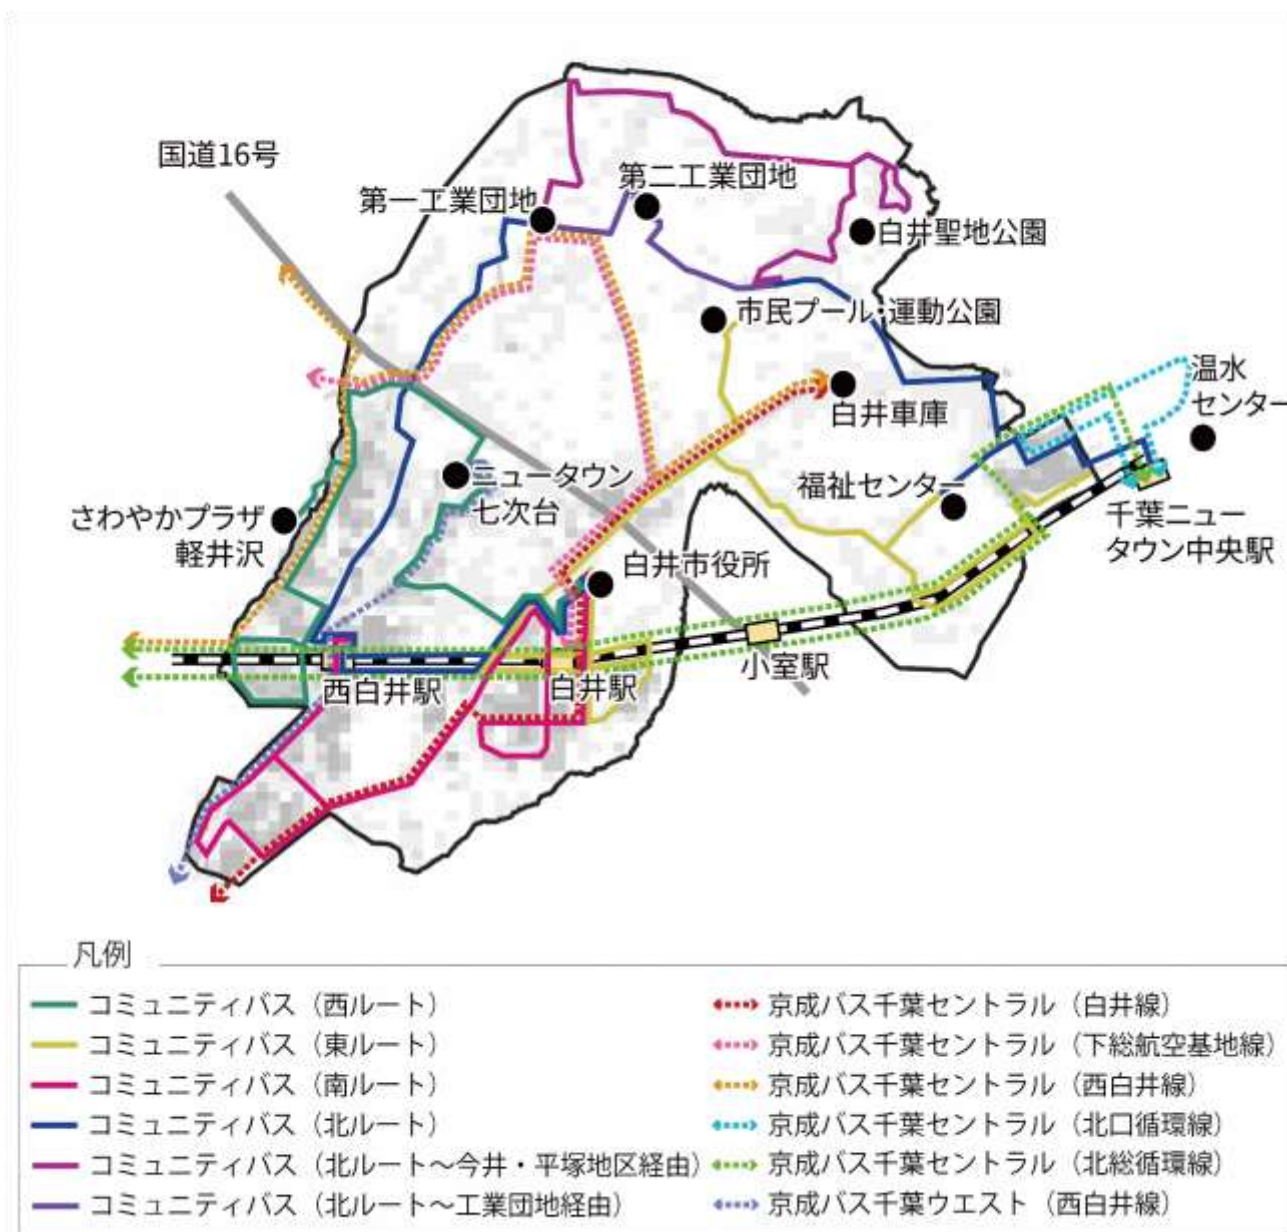 国道16号
第一工業団地
第二工業団地
白井聖地公園
市民プール・運動公園
温水
センター
白井車庫
ニュータウン
七次台
福祉センター
さわやかプラザ
軽井沢
千葉ニュー
タウン中央駅
白井市役所
小室駅
西白井駅
白井駅
凡例
コミュニティバス（西ルート）
コミュニティバス（東ルート）
コミュニティバス（南ルート）
コミュニティバス（北ルート）
コミュニティバス（北ルート～今井・平塚地区経由）
コミュニティバス（北ルート～工業団地経由）
京成バス千葉セントラル（白井線）
京成バス千葉セントラル（下総航空基地線）
京成バス千葉セントラル（西白井線）
京成バス千葉セントラル（北口循環線）
京成バス千葉セントラル（北総循環線）
京成バス千葉ウエスト（西白井線）